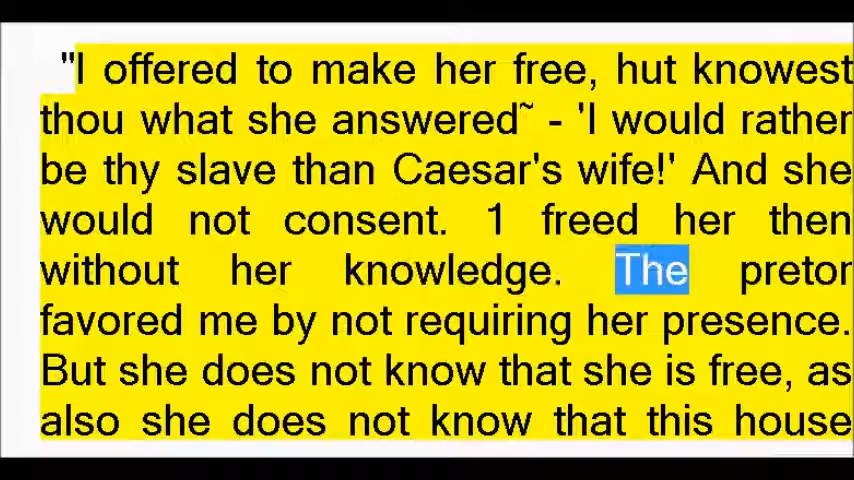 "I offered to make her free, hut knowest
thou what she answered˜ - 'I would rather
be thy slave than Caesar's wife!' And she
would not consent. 1 freed her then
without her knowledge. The pretor
favored me by not requiring her presence.
But she does not know that she is free, as
also she does not know that this house